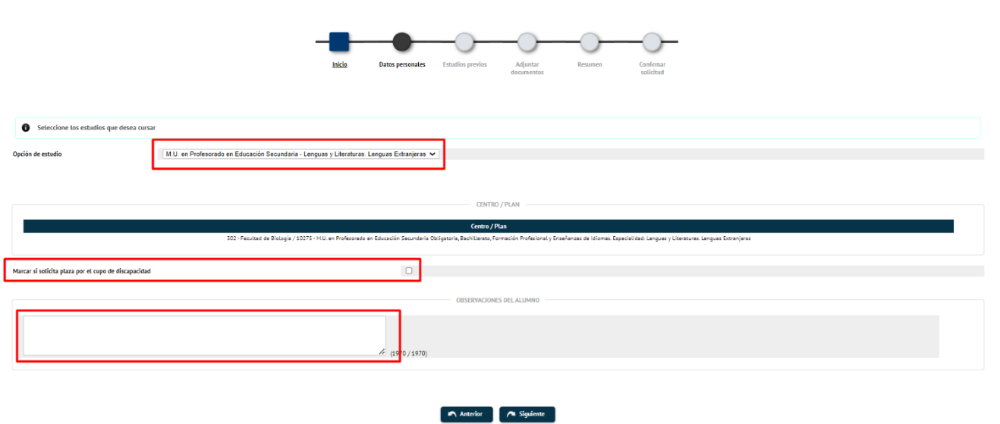 Inicio
Datos personales
Estudios previos
Adjuntar
documentos
Resumen
Confirmar
solicitud
Seleccione los estudios que desea cursar
Opción de estudio
M.U. en Profesorado en Educación Secundaria - Lenguas y Literaturas. Lenguas Extranjeras
CENTRO / PLAN
Centro / Plan
302 - Facultad de Biología / 10275 - M.U. en Profesorado en Educación Secundaria Obligatoria, Bachillerato, Formación Profesional y Enseñanzas de Idiomas. Especialidad: Lenguas y Literaturas. Lenguas Extranjeras
Marcar si solicita plaza por el cupo de discapacidad
OBSERVACIONES DEL ALUMNO
(1970 / 1970)
Anterior
Siguiente